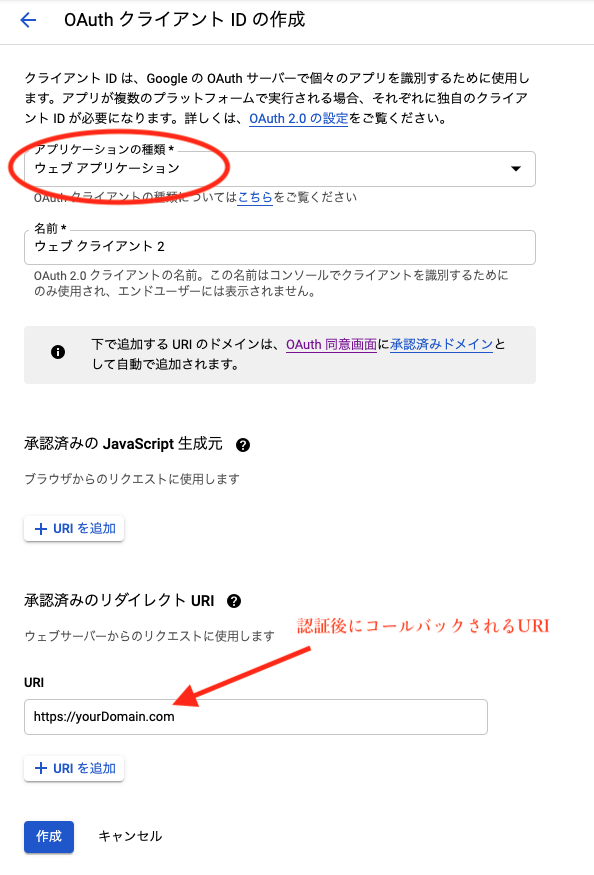 OAuth クライアント ID の作成
クライアント ID は、Google の OAuth サーバーで個々のアプリを識別するために使用し
ます。アプリが複数のプラットフォームで実行される場合、それぞれに独自のクライア
ント ID が必要になります。詳しくは、OAuth 2.0 の設定をご覧ください。
アプリケーションの種類 *
ウェブ アプリケーション
OAuth クライアントの種類についてはこちらをご覧ください
名前 *
ウェブ クライアント 2
OAuth 2.0 クライアントの名前。この名前はコンソールでクライアントを識別するために
のみ使用され、エンドユーザーには表示されません。
下で追加する URI のドメインは、OAuth 同意画面に承認済みドメインと
して自動で追加されます。
承認済みの JavaScript 生成元
ブラウザからのリクエストに使用します
+ URI を追加
承認済みのリダイレクト URI
認証後にコールバックされるURI
ウェブサーバーからのリクエストに使用します
URI
https://yourDomain.com
+ URI を追加
作成 キャンセル